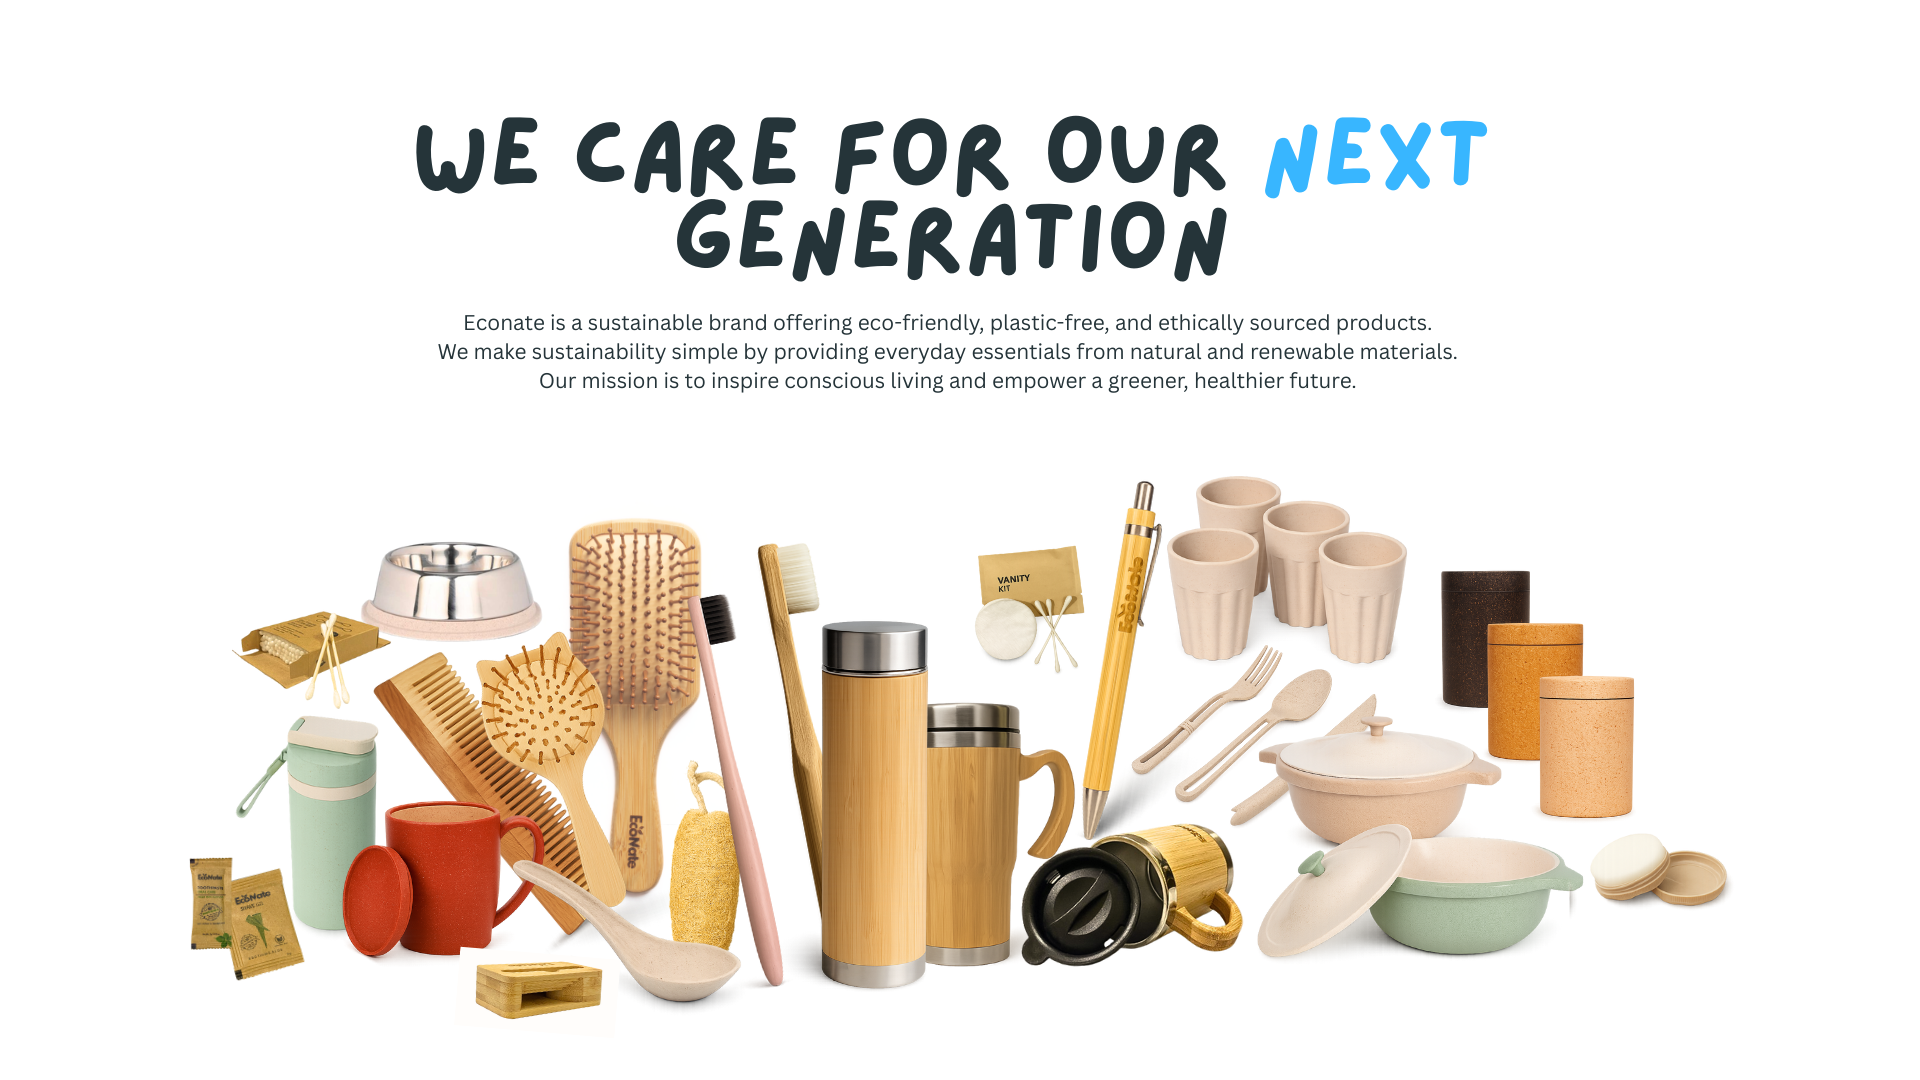 WE CARE FOR OUR NEXT
GENERATION
Econate is a sustainable brand offering eco-friendly, plastic-free, and ethically sourced products.
We make sustainability simple by providing everyday essentials from natural and renewable materials.
Our mission is to inspire conscious living and empower a greener, healthier future.
VANITY
KIT
EcoNate
EcoNate
EcoNate
EcoNate